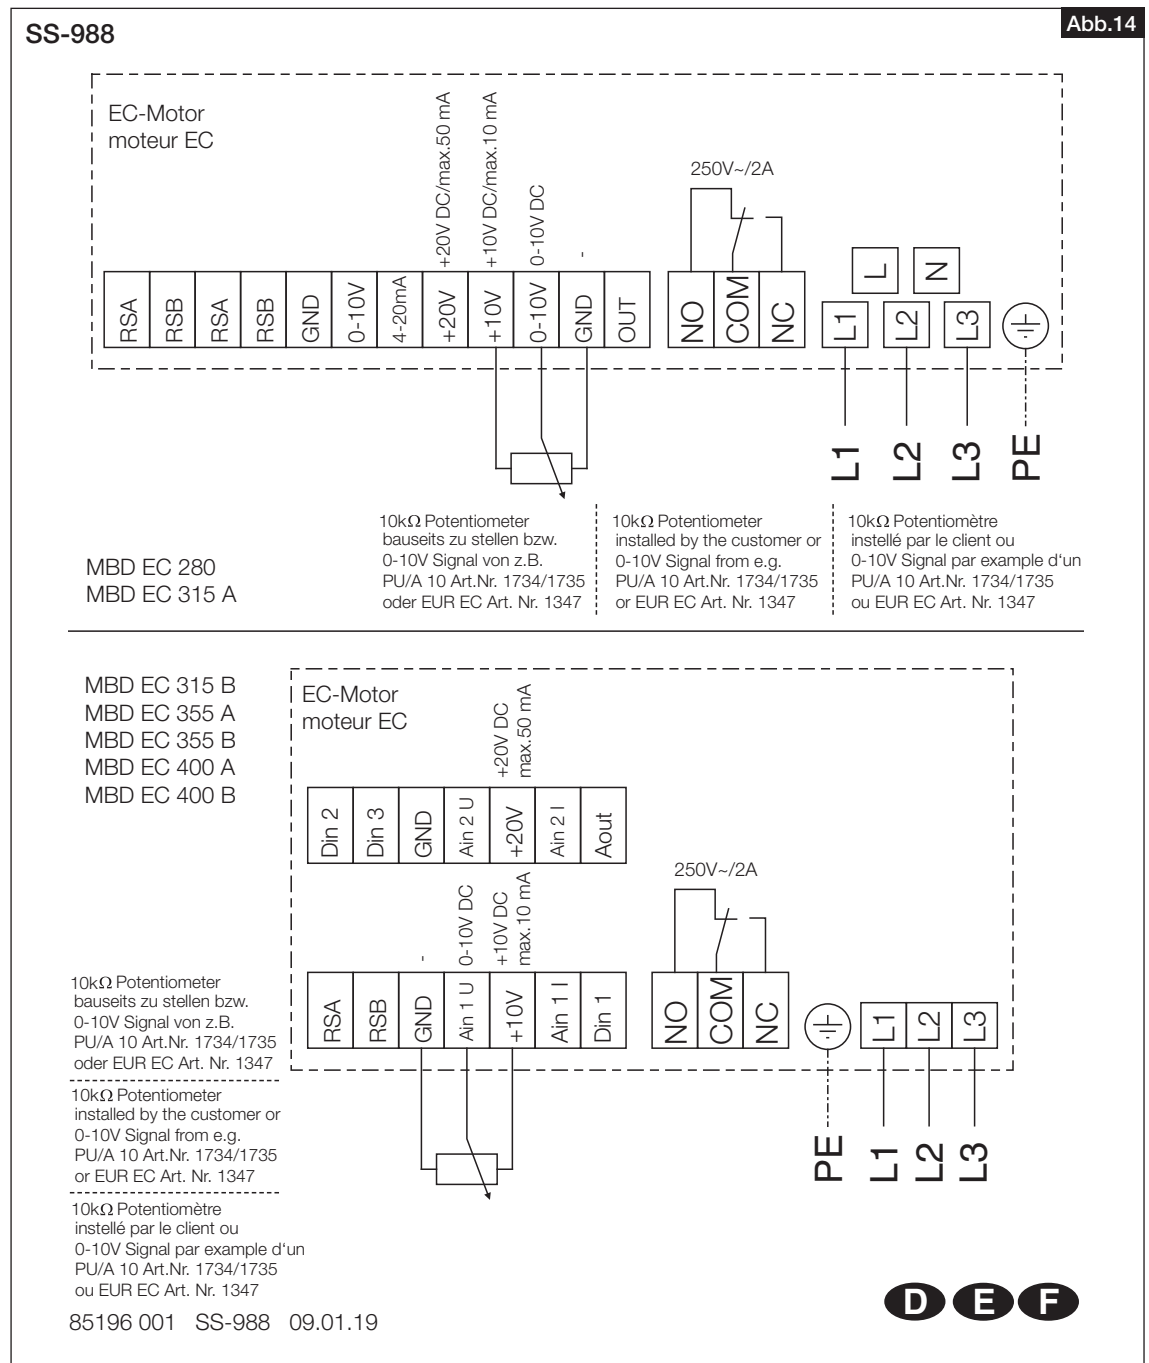 SS-988
Abb.14
EC-Motor
moteur EC
+20V DC/max.50 mA
+10V DC/max.10 mA
0-10V DC
-
250V~/2A
RSA
RSB
RSA
RSB
GND
0-10V
4-20mA
+20V
+10V
0-10V
GND
OUT
NO
COM
NC
L
N
L1
L2
L3
L1
L2
L3
PE
10kΩ Potentiometer
bauseits zu stellen bzw.
0-10V Signal von z.B.
PU/A 10 Art.Nr. 1734/1735
oder EUR EC Art. Nr. 1347
10kΩ Potentiometer
installed by the customer or
0-10V Signal from e.g.
PU/A 10 Art.Nr. 1734/1735
or EUR EC Art. Nr. 1347
10kΩ Potentiomètre
instellé par le client ou
0-10V Signal par example d'un
PU/A 10 Art.Nr. 1734/1735
ou EUR EC Art. Nr. 1347
MBD EC 280
MBD EC 315 A
MBD EC 315 B
MBD EC 355 A
MBD EC 355 B
MBD EC 400 A
MBD EC 400 B
EC-Motor
moteur EC
+20V DC
max.50 mA
Din 2
Din 3
GND
Ain 2 U
+20V
Ain 2 I
Aout
-
0-10V DC
+10V DC
max.10 mA
250V~/2A
RSA
RSB
GND
Ain 1 U
+10V
Ain 1 I
Din 1
NO
COM
NC
L1
L2
L3
PE
L1
L2
L3
10kΩ Potentiometer
bauseits zu stellen bzw.
0-10V Signal von z.B.
PU/A 10 Art.Nr. 1734/1735
oder EUR EC Art. Nr. 1347
10kΩ Potentiometer
installed by the customer or
0-10V Signal from e.g.
PU/A 10 Art.Nr. 1734/1735
or EUR EC Art. Nr. 1347
10kΩ Potentiomètre
instellé par le client ou
0-10V Signal par example d'un
PU/A 10 Art.Nr. 1734/1735
ou EUR EC Art. Nr. 1347
85196 001 SS-988 09.01.19
D E F